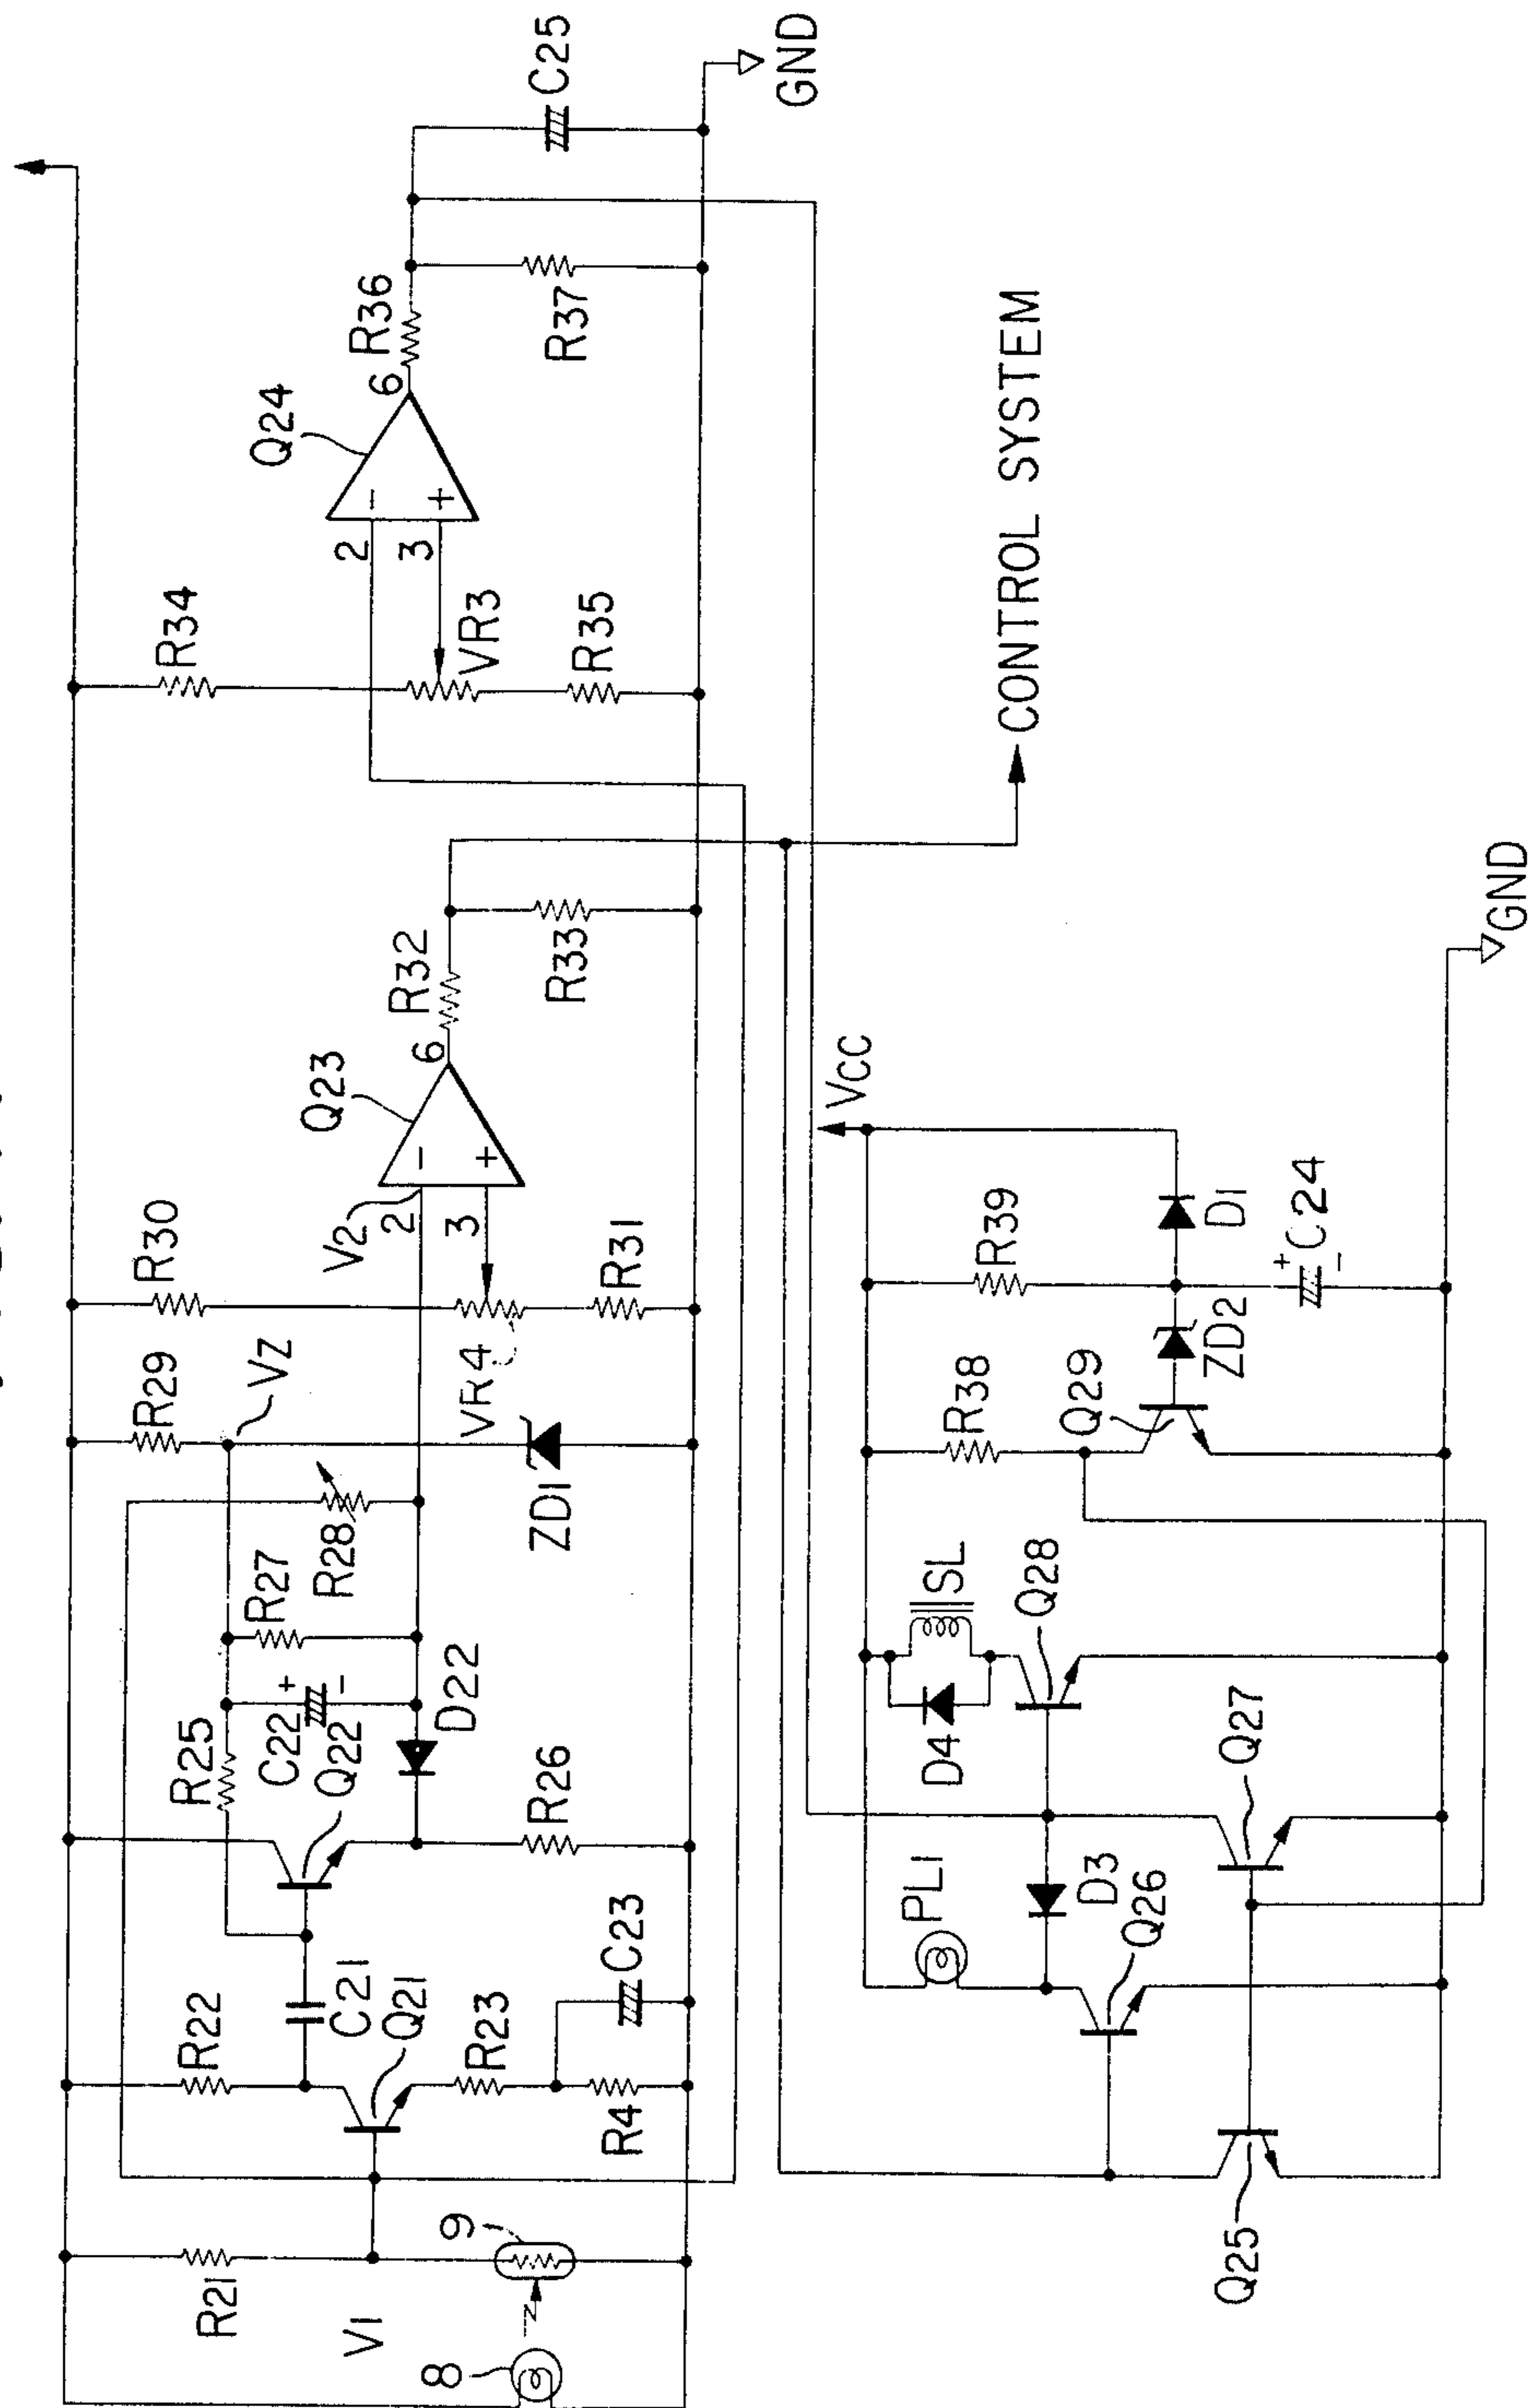 GND
C25
R36
6
R37
Q24
2
3
R34
VR3
R35
CONTROL SYSTEM
R32
6
R33
Q23
V2
2
3
R30
VR4
R31
R29
VZ
ZD1
R28
R27
C22
+
-
Q22
R25
D22
R26
R22
C21
Q21
R23
C23
R4
R21
V1
9
8
VCC
GND
R39
D1
+
C24
-
ZD2
R38
Q29
SL
D4
Q28
Q27
PL1
D3
Q26
Q25
-
+
-
+